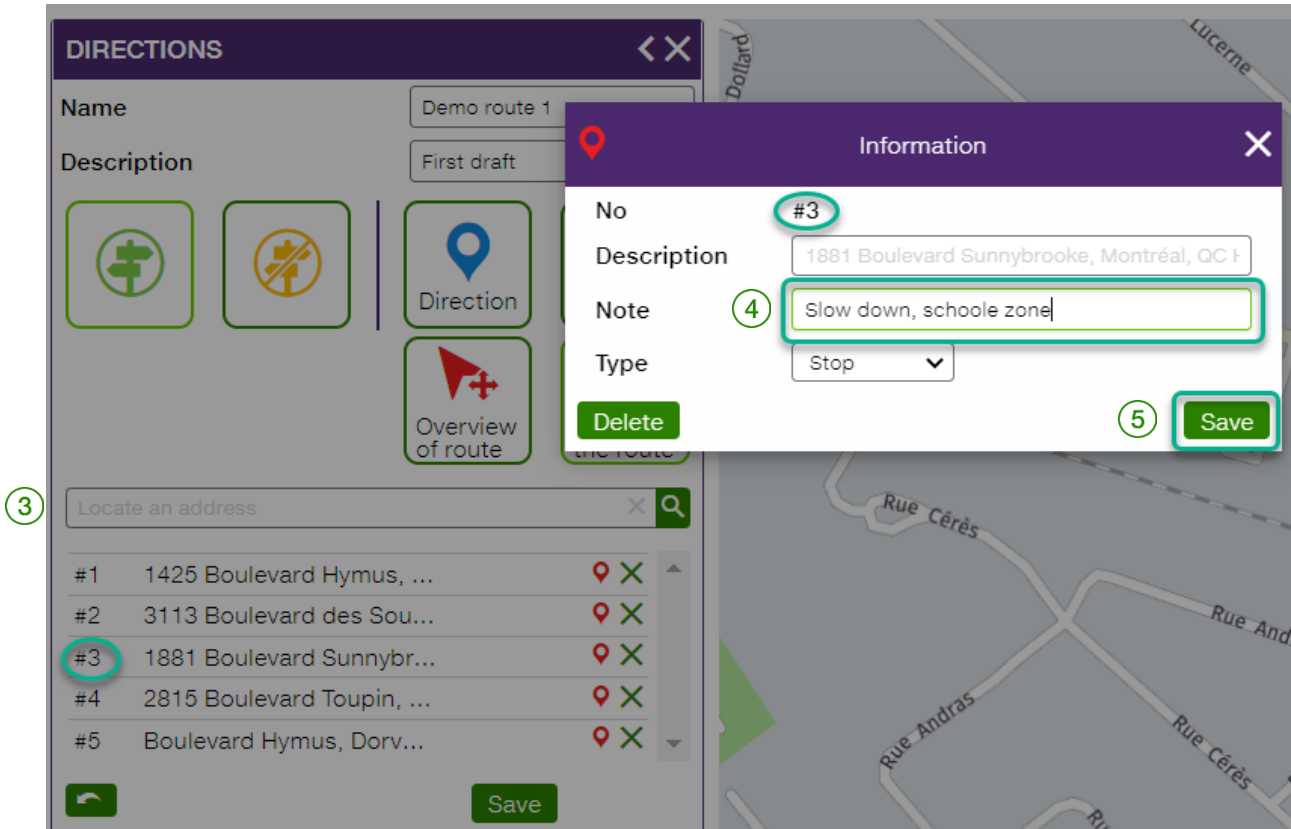 DIRECTIONS
Dollard
Lucerne
Name
Demo route 1
Information
Description
First draft
No
#3
Description
1881 Boulevard Sunnybrooke, Montréal, QC H
Direction
4
Note
Slow down, schoole zone
Type
Stop
Delete
5
Save
Overview
of route
the route
3
Locate an address
Rue Cérès
#1 1425 Boulevard Hymus, ...
#2 3113 Boulevard des Sou...
#3 1881 Boulevard Sunnybr...
#4 2815 Boulevard Toupin, ...
#5 Boulevard Hymus, Dorv...
Rue And
Rue Andras
Rue Cérès
Save
Ru